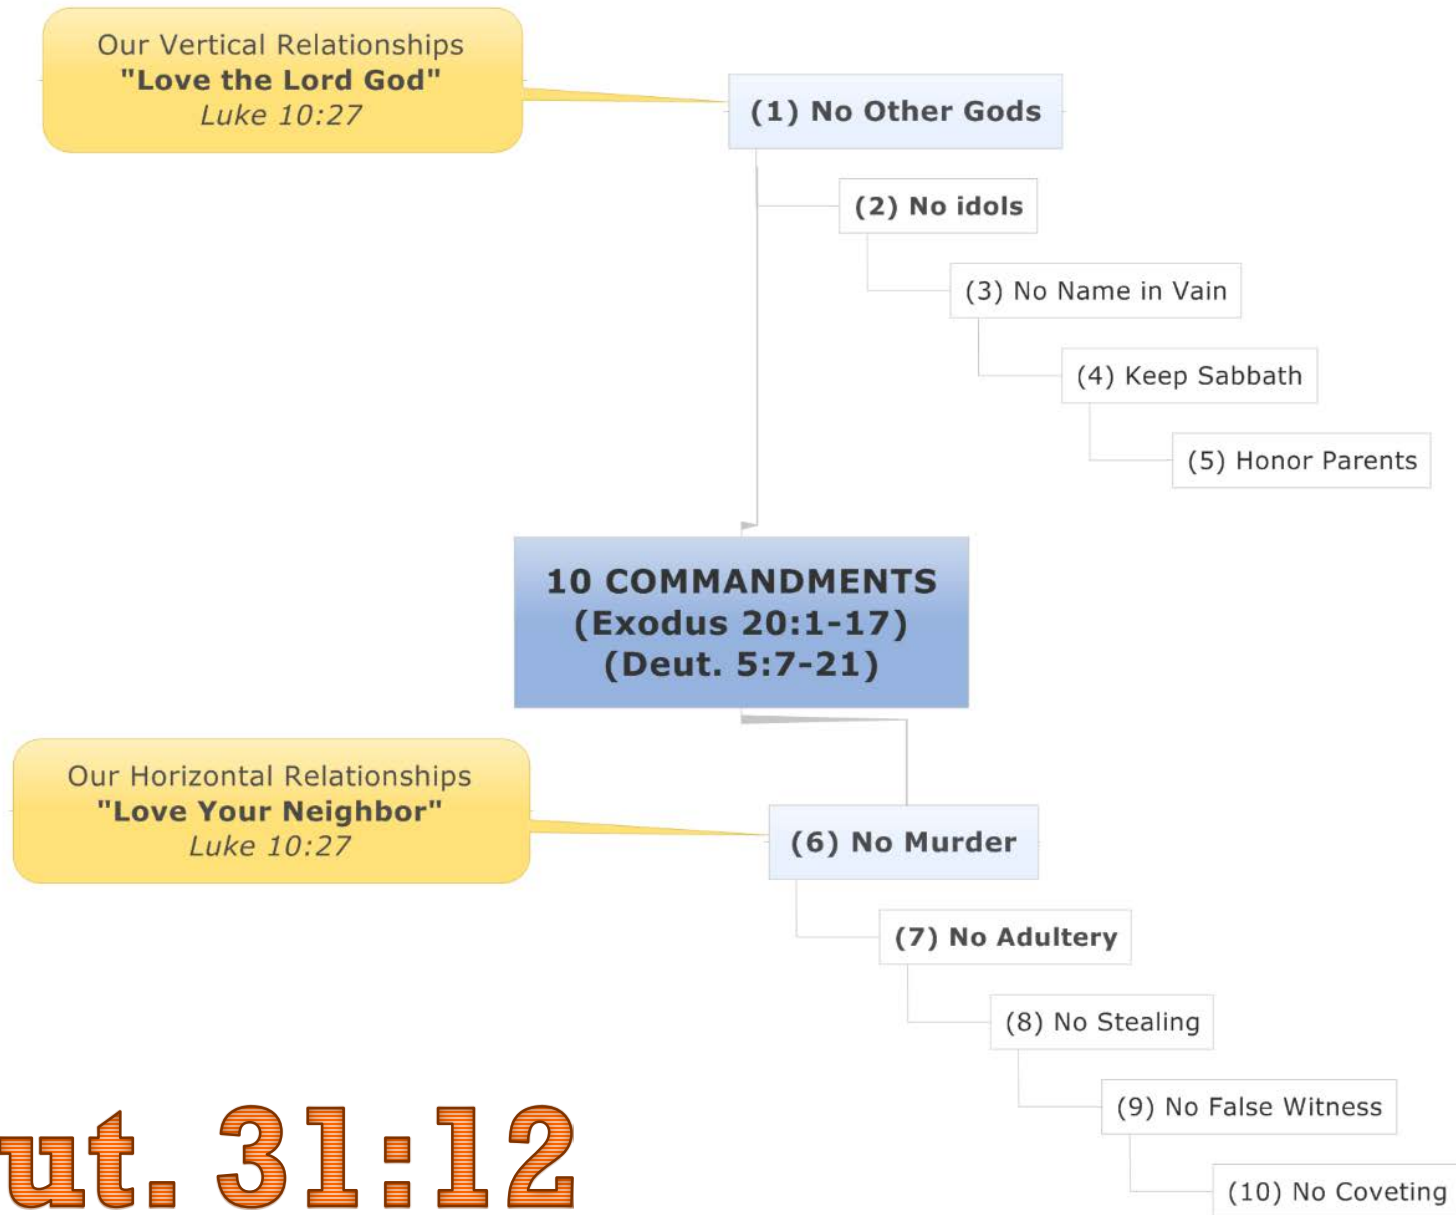 Our Vertical Relationships
"Love the Lord God"
Luke 10:27
(1) No Other Gods
(2) No idols
(3) No Name in Vain
(4) Keep Sabbath
(5) Honor Parents
10 COMMANDMENTS
(Exodus 20:1-17)
(Deut. 5:7-21)
Our Horizontal Relationships
"Love Your Neighbor"
Luke 10:27
(6) No Murder
(7) No Adultery
(8) No Stealing
(9) No False Witness
(10) No Coveting
ut. 31:12